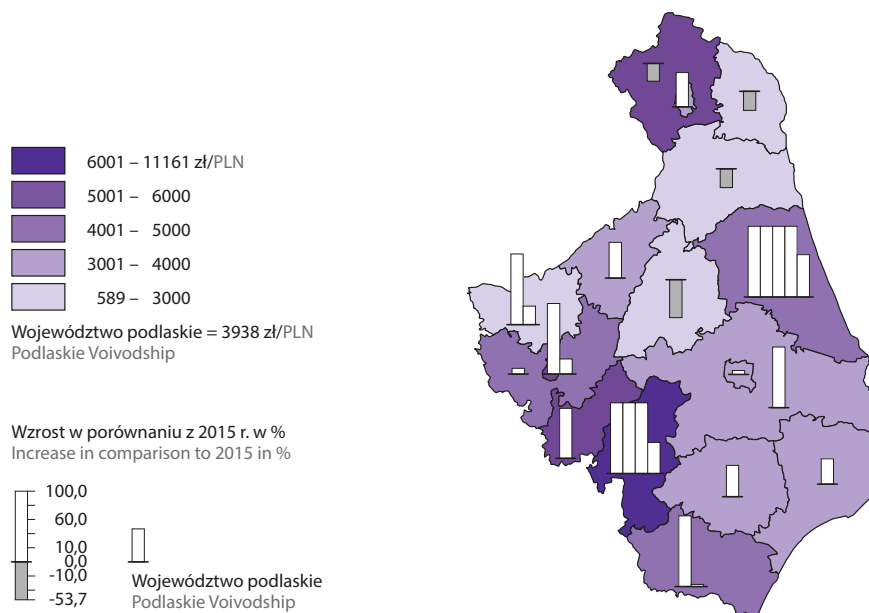 6001 – 11161 zł/PLN
5001 – 6000
4001 – 5000
3001 – 4000
589 – 3000
Województwo podlaskie = 3938 zł/PLN
Podlaskie Voivodship
Wzrost w porównaniu z 2015 r. w %
Increase in comparison to 2015 in %
100,0
60,0
10,0
0,0
-10,0
-53,7
Województwo podlaskie
Podlaskie Voivodship